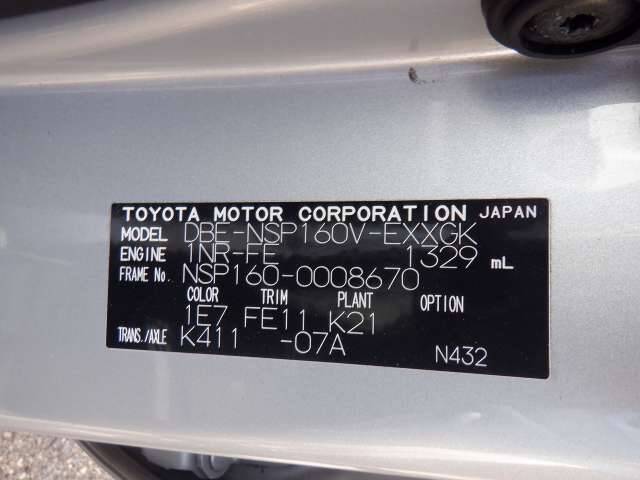 TOYOTA MOTOR CORPORATION JAPAN
MODEL DBE-NSP160V-EXXGK
ENGINE 1NR-FE 1329 mL
FRAME No. NSP160-0008670
COLOR TRIM PLANT OPTION
1E7 FE11 K21
TRANS./AXLE K411 -07A
N432